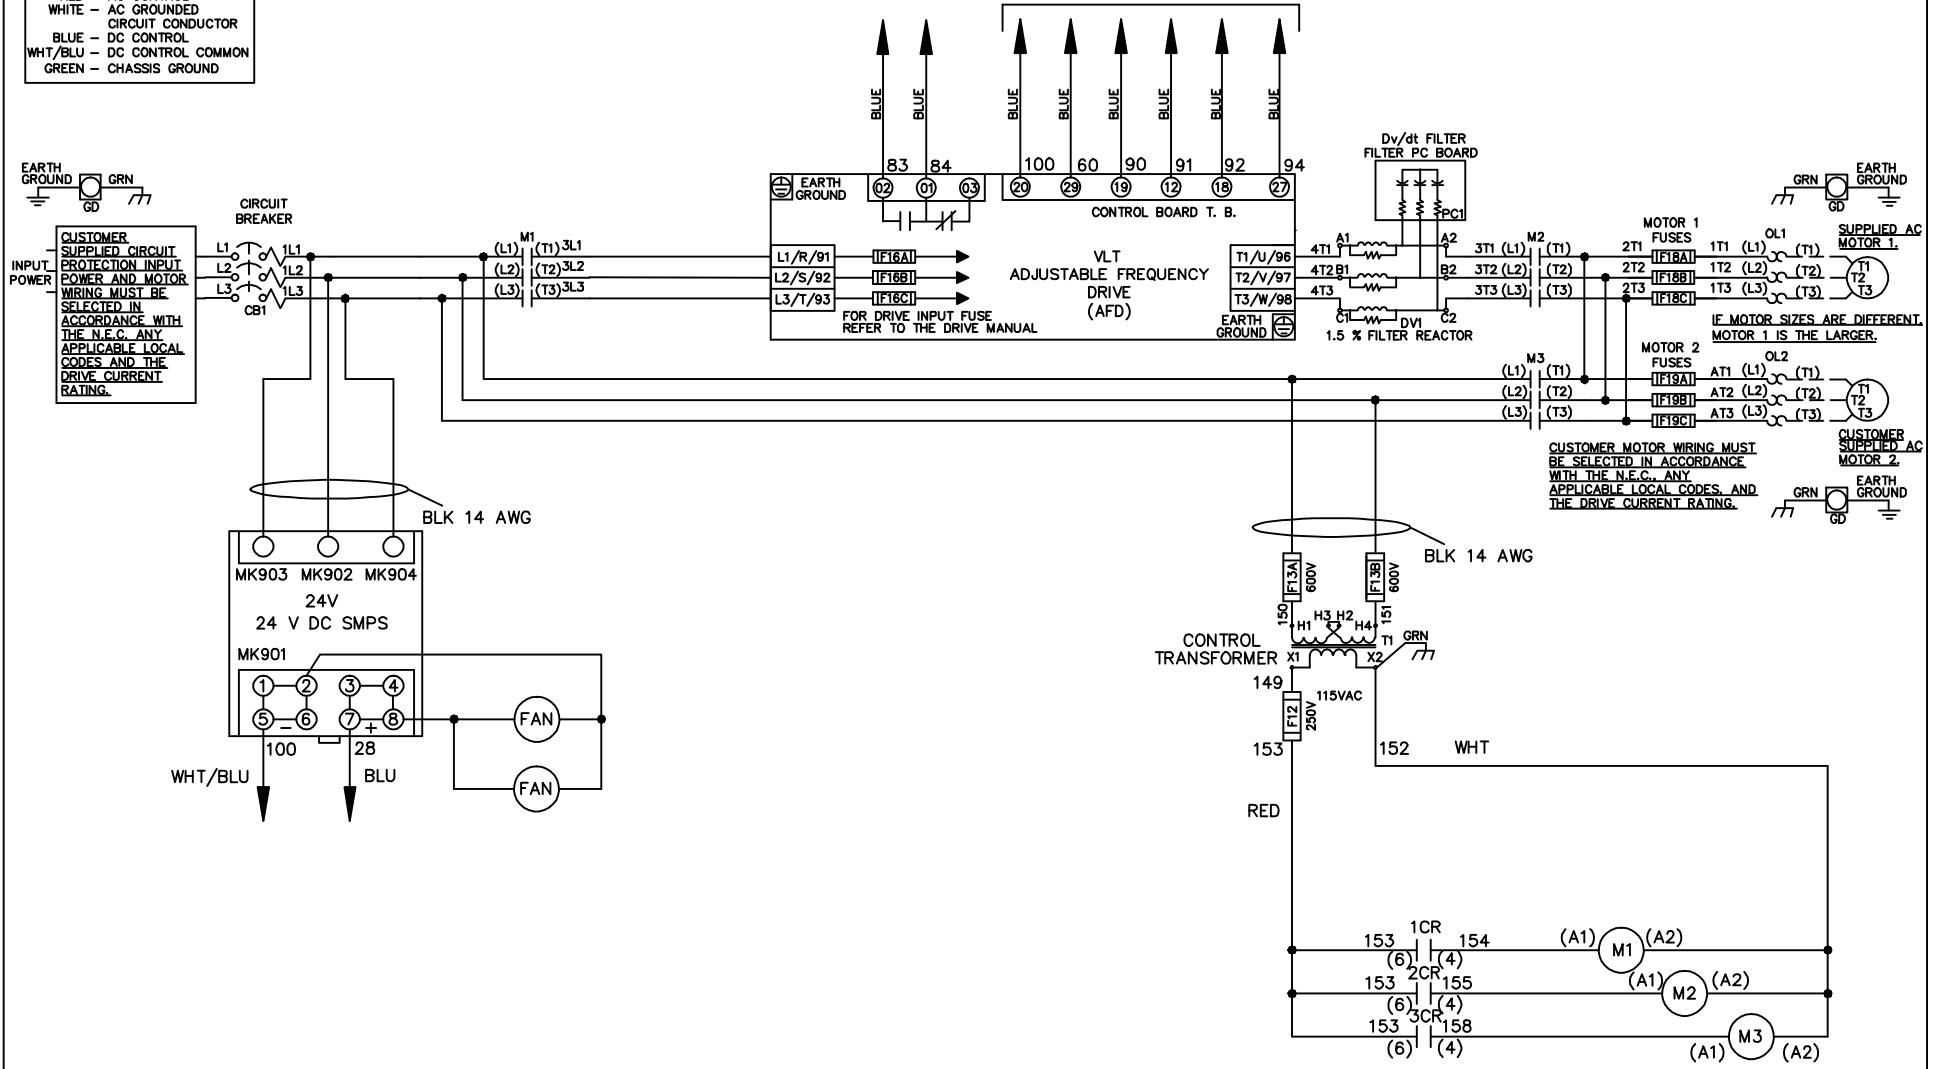 WHITE – AC GROUNDED
CIRCUIT CONDUCTOR
BLUE – DC CONTROL
WHT/BLU – DC CONTROL COMMON
GREEN – CHASSIS GROUND
BLUE
BLUE
BLUE
BLUE
BLUE
BLUE
BLUE
BLUE
83
84
100
60
90
91
92
94
EARTH
GROUND
GRN
GD
CIRCUIT
BREAKER
L1
L2
L3
1L1
1L2
1L3
CB1
INPUT
POWER
CUSTOMER
SUPPLIED CIRCUIT
PROTECTION INPUT
POWER AND MOTOR
WIRING MUST BE
SELECTED IN
ACCORDANCE WITH
THE N.E.C. ANY
APPLICABLE LOCAL
CODES AND THE
DRIVE CURRENT
RATING.
M1
(L1) (T1) 3L1
(L2) (T2) 3L2
(L3) (T3) 3L3
EARTH
GROUND
02 01 03
20 29 19 12 18 27
CONTROL BOARD T. B.
L1/R/91
L2/S/92
L3/T/93
F16A
F16B
F16C
FOR DRIVE INPUT FUSE
REFER TO THE DRIVE MANUAL
VLT
ADJUSTABLE FREQUENCY
DRIVE
(AFD)
T1/U/96
T2/V/97
T3/W/98
EARTH
GROUND
Dv/dt FILTER
FILTER PC BOARD
PC1
4T1 A1 A2
4T2 B1 B2
4T3 C1 C2
DV1
1.5 % FILTER REACTOR
M2
3T1 (L1) (T1)
3T2 (L2) (T2)
3T3 (L3) (T3)
MOTOR 1
FUSES
2T1 F18A 1T1 (L1) (T1)
2T2 F18B 1T2 (L2) (T2)
2T3 F18C 1T3 (L3) (T3)
OL1
GRN
GD
EARTH
GROUND
SUPPLIED AC
MOTOR 1.
T1
T2
T3
IF MOTOR SIZES ARE DIFFERENT,
MOTOR 1 IS THE LARGER.
M3
(L1) (T1)
(L2) (T2)
(L3) (T3)
MOTOR 2
FUSES
F19A AT1 (L1) (T1)
F19B AT2 (L2) (T2)
F19C AT3 (L3) (T3)
OL2
T1
T2
T3
CUSTOMER
SUPPLIED AC
MOTOR 2.
CUSTOMER MOTOR WIRING MUST
BE SELECTED IN ACCORDANCE
WITH THE N.E.C., ANY
APPLICABLE LOCAL CODES, AND
THE DRIVE CURRENT RATING.
GRN
GD
EARTH
GROUND
BLK 14 AWG
MK903 MK902 MK904
24V
24 V DC SMPS
MK901
1 2 3 4
5 – 6 7 + 8
100
28
WHT/BLU
BLU
FAN
FAN
BLK 14 AWG
F13A
600V
F13B
600V
150
151
H1 H3 H2 H4
CONTROL
TRANSFORMER
T1
GRN
X1
X2
149
115VAC
F12
250V
153
152
WHT
RED
1CR
153 154
(6) (4)
(A1) M1 (A2)
2CR
153 155
(6) (4)
(A1) M2 (A2)
3CR
153 158
(6) (4)
(A1) M3 (A2)